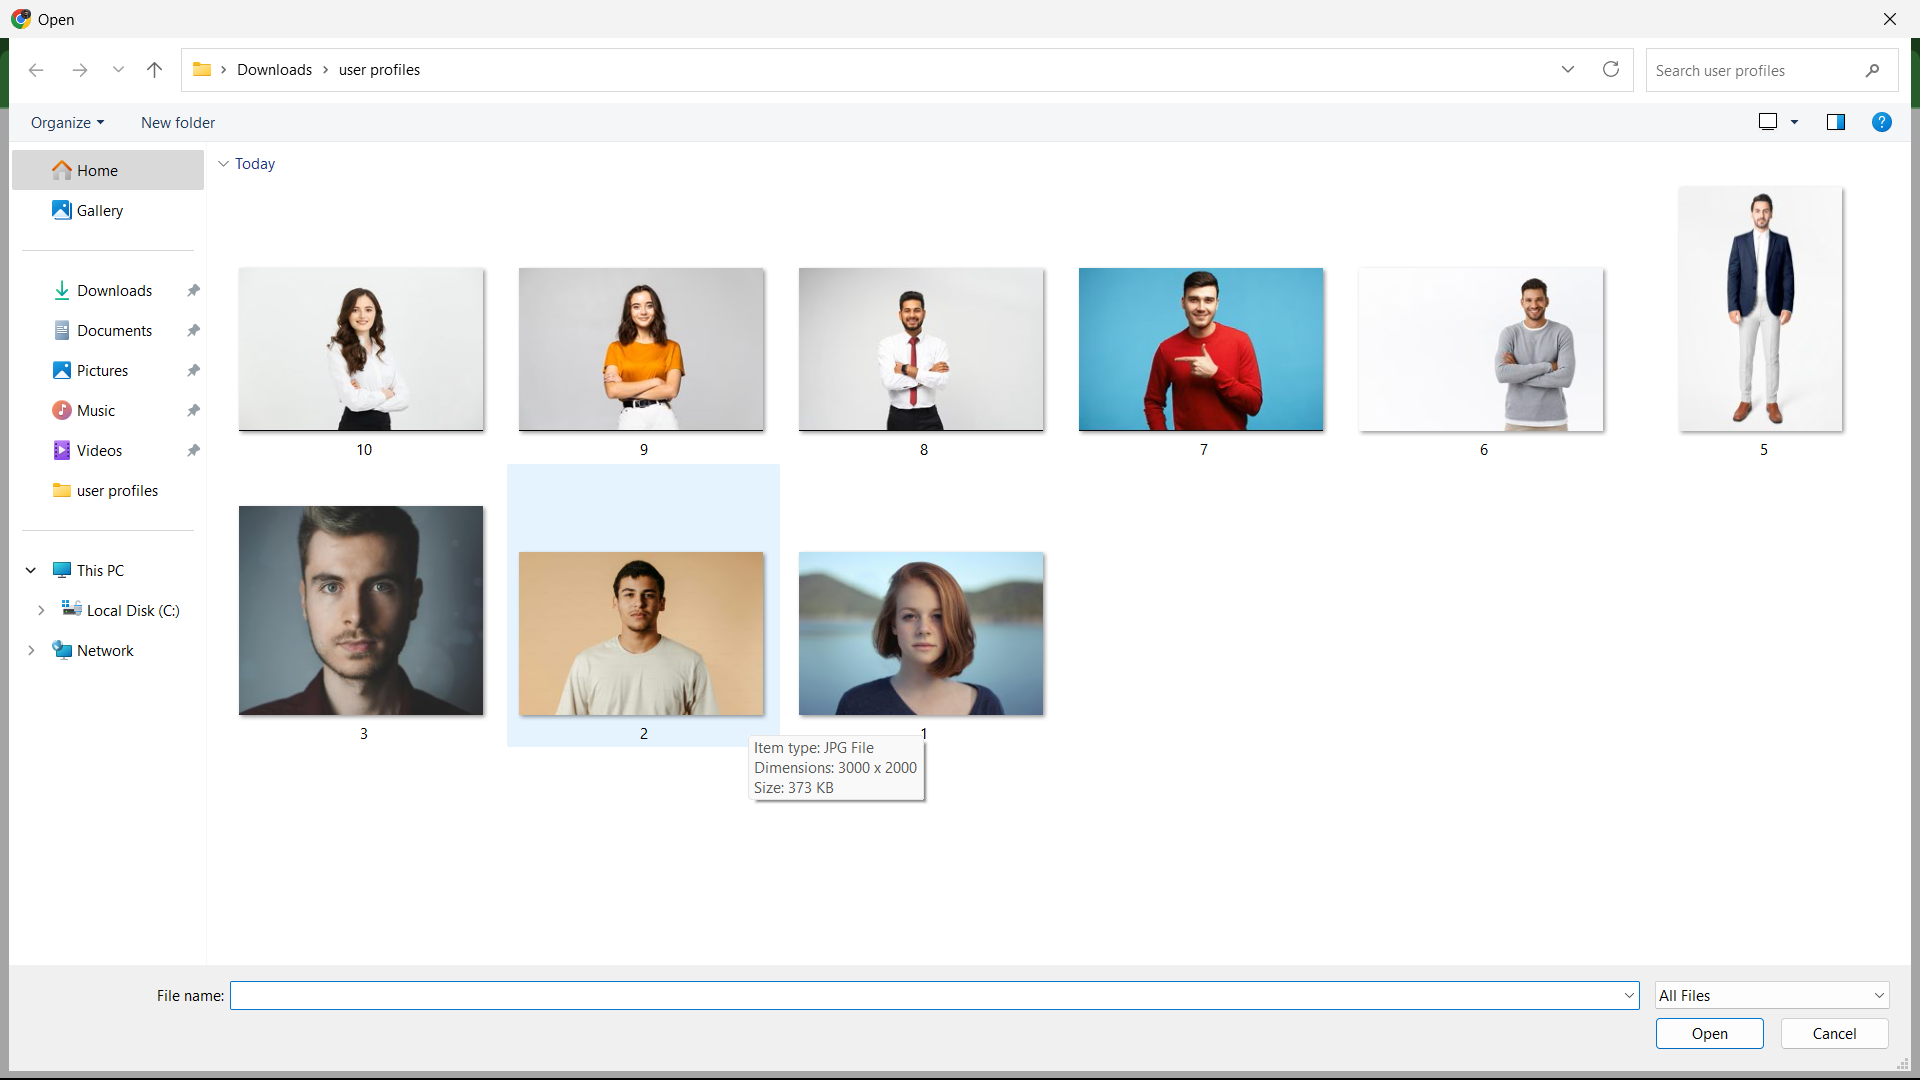 Open
Downloads
user profiles
Search user profiles
Organize
New folder
Home
Gallery
Downloads
Documents
Pictures
Music
Videos
user profiles
This PC
Local Disk (C:)
Network
Today
10
9
8
7
6
5
3
2
1
Item type: JPG File
Dimensions: 3000 x 2000
Size: 373 KB
File name:
All Files
Open
Cancel